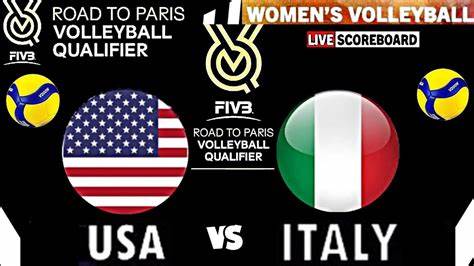 ROAD TO PARIS
VOLLEYBALL
QUALIFIER
FIVB
WOMEN'S VOLLEYBALL
LIVE SCOREBOARD
FIVB
ROAD TO PARIS
VOLLEYBALL
QUALIFIER
USA VS ITALY